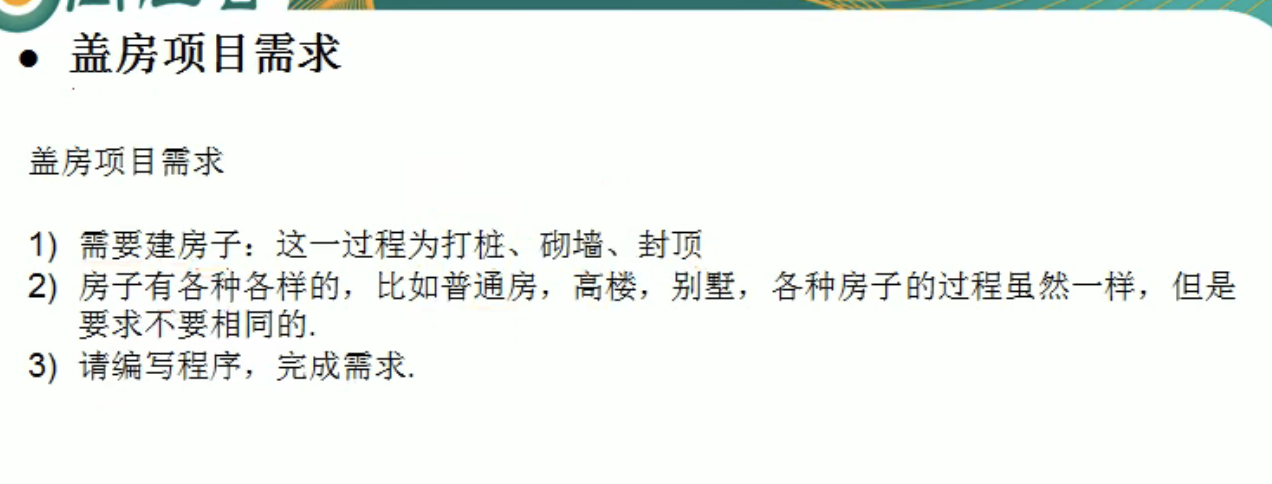 ● 盖房项目需求
盖房项目需求
1) 需要建房子：这一过程为打桩、砌墙、封顶
2) 房子有各种各样的，比如普通房，高楼，别墅，各种房子的过程虽然一样，但是
要求不要相同的.
3) 请编写程序，完成需求.